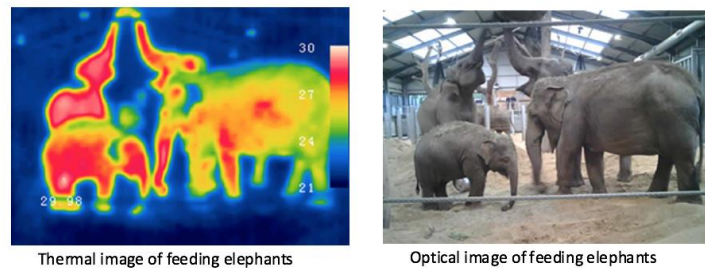 30
27
24
21
29.98
Thermal image of feeding elephants
Optical image of feeding elephants